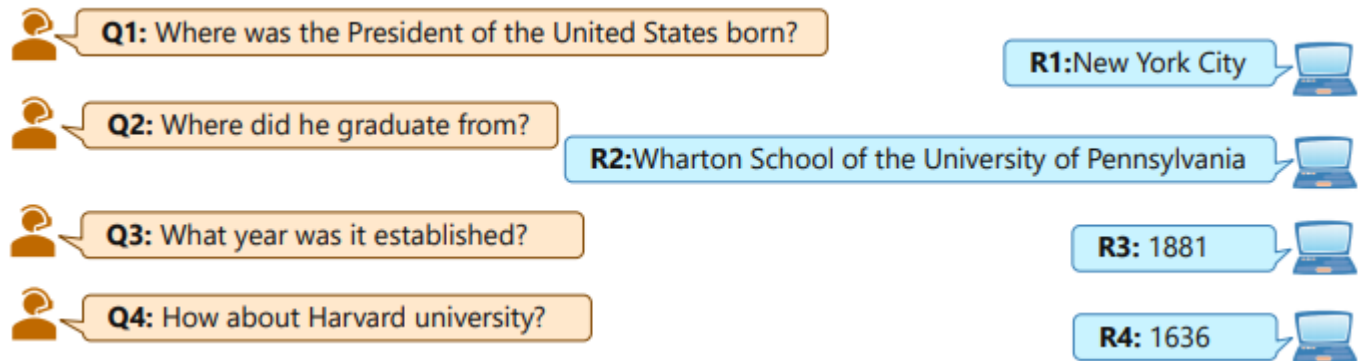 Q1: Where was the President of the United States born?
R1:New York City
Q2: Where did he graduate from?
R2:Wharton School of the University of Pennsylvania
Q3: What year was it established?
R3: 1881
Q4: How about Harvard university?
R4: 1636